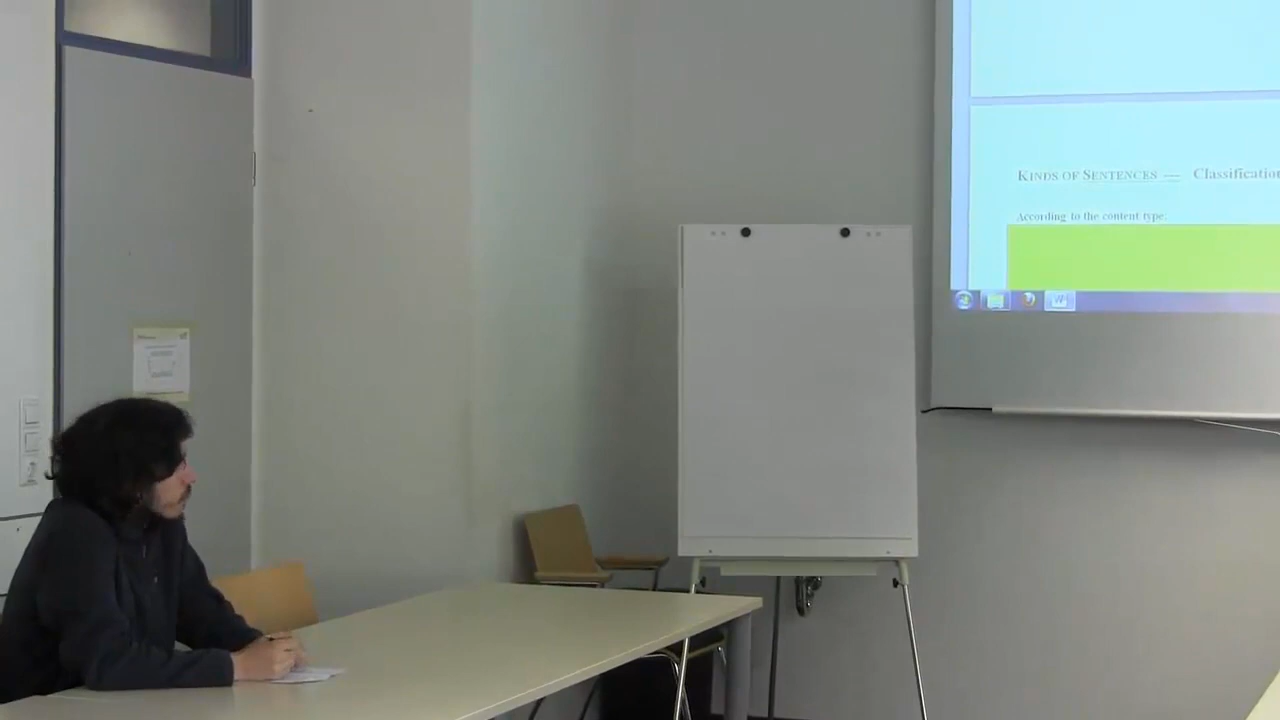 KINDS OF SENTENCES — Classification
According to the content type: